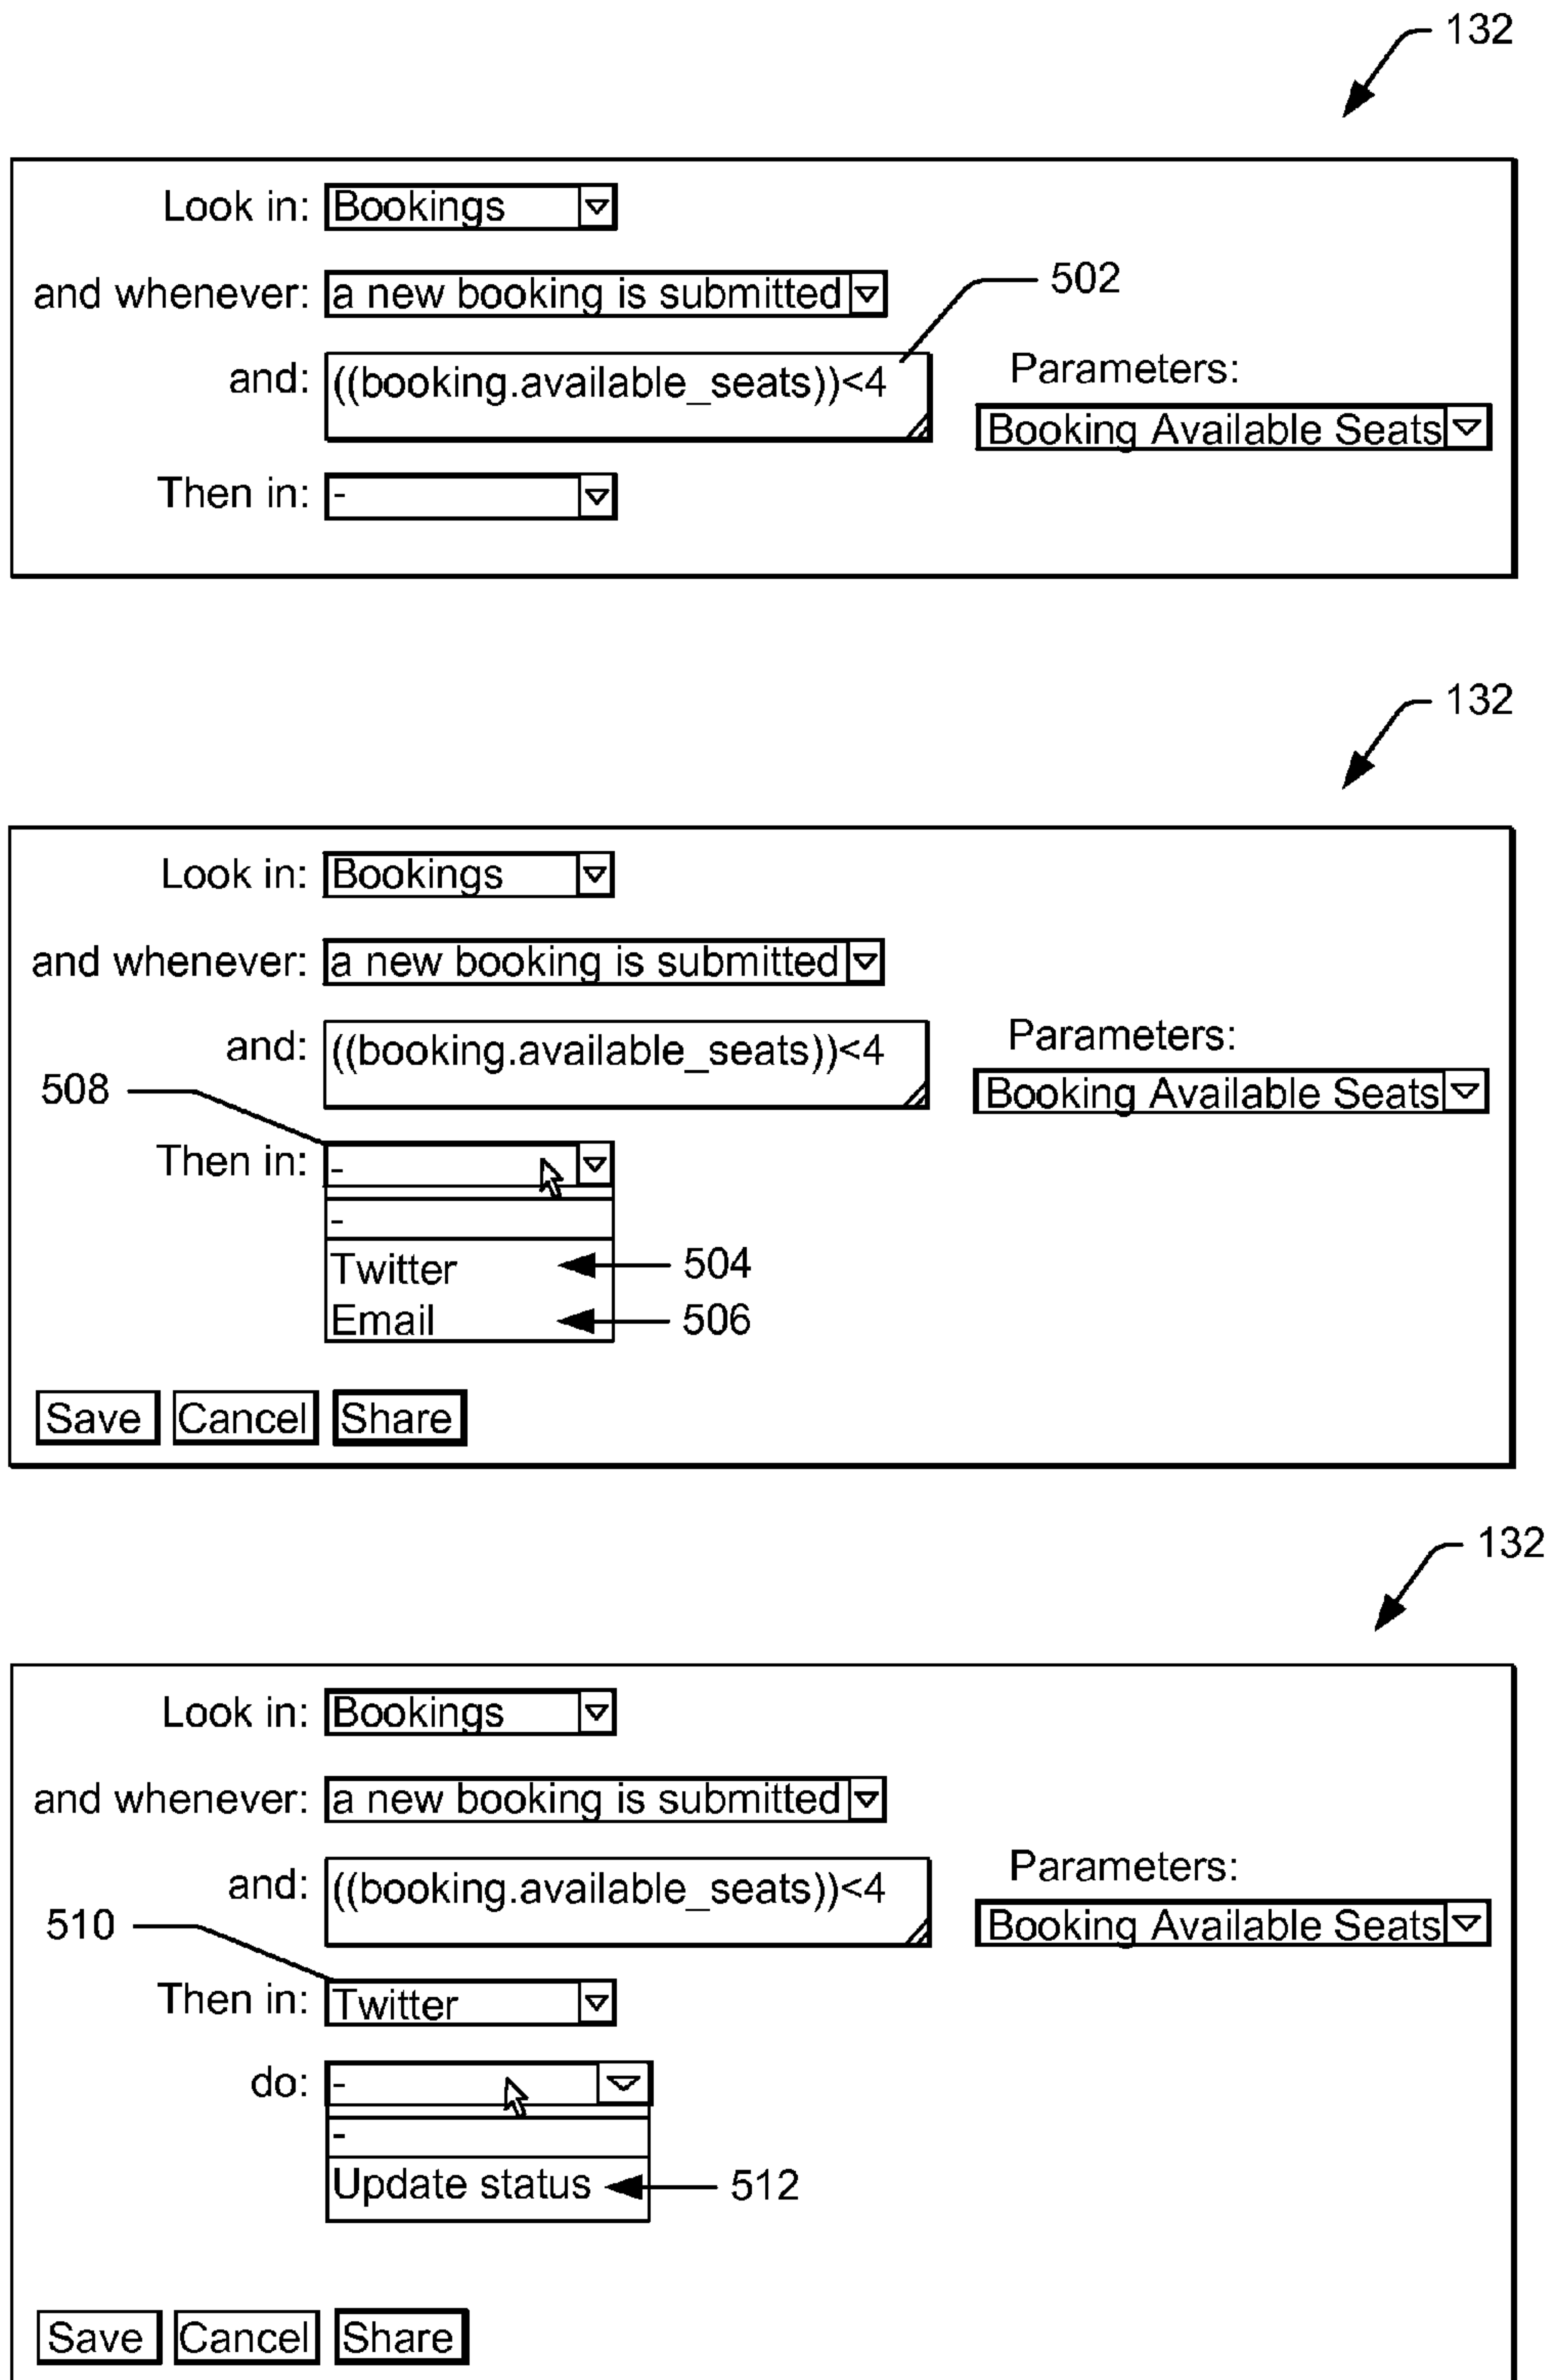 132
Look in: Bookings
and whenever: a new booking is submitted
502
and: ((booking.available_seats))<4
Parameters:
Booking Available Seats
Then in: -
132
Look in: Bookings
and whenever: a new booking is submitted
and: ((booking.available_seats))<4
Parameters:
Booking Available Seats
508
Then in: -
-
Twitter 504
Email 506
Save Cancel Share
132
Look in: Bookings
and whenever: a new booking is submitted
and: ((booking.available_seats))<4
Parameters:
Booking Available Seats
510
Then in: Twitter
do: -
-
Update status 512
Save Cancel Share